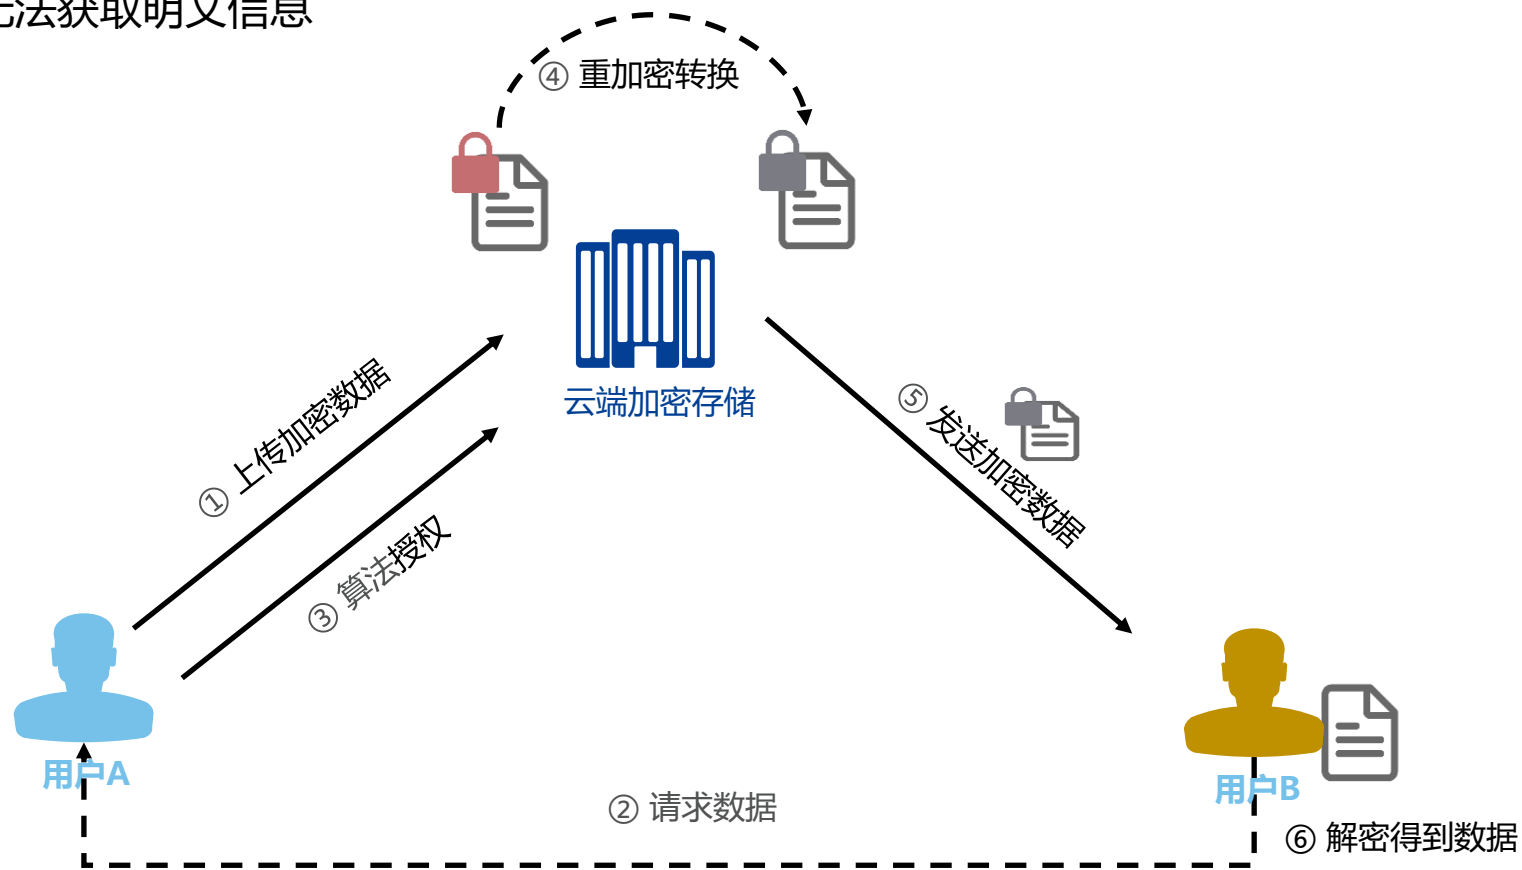 无法获取明文信息
④ 重加密转换
云端加密存储
① 上传加密数据
③ 算法授权
⑤ 发送加密数据
用户A
用户B
② 请求数据
⑥ 解密得到数据